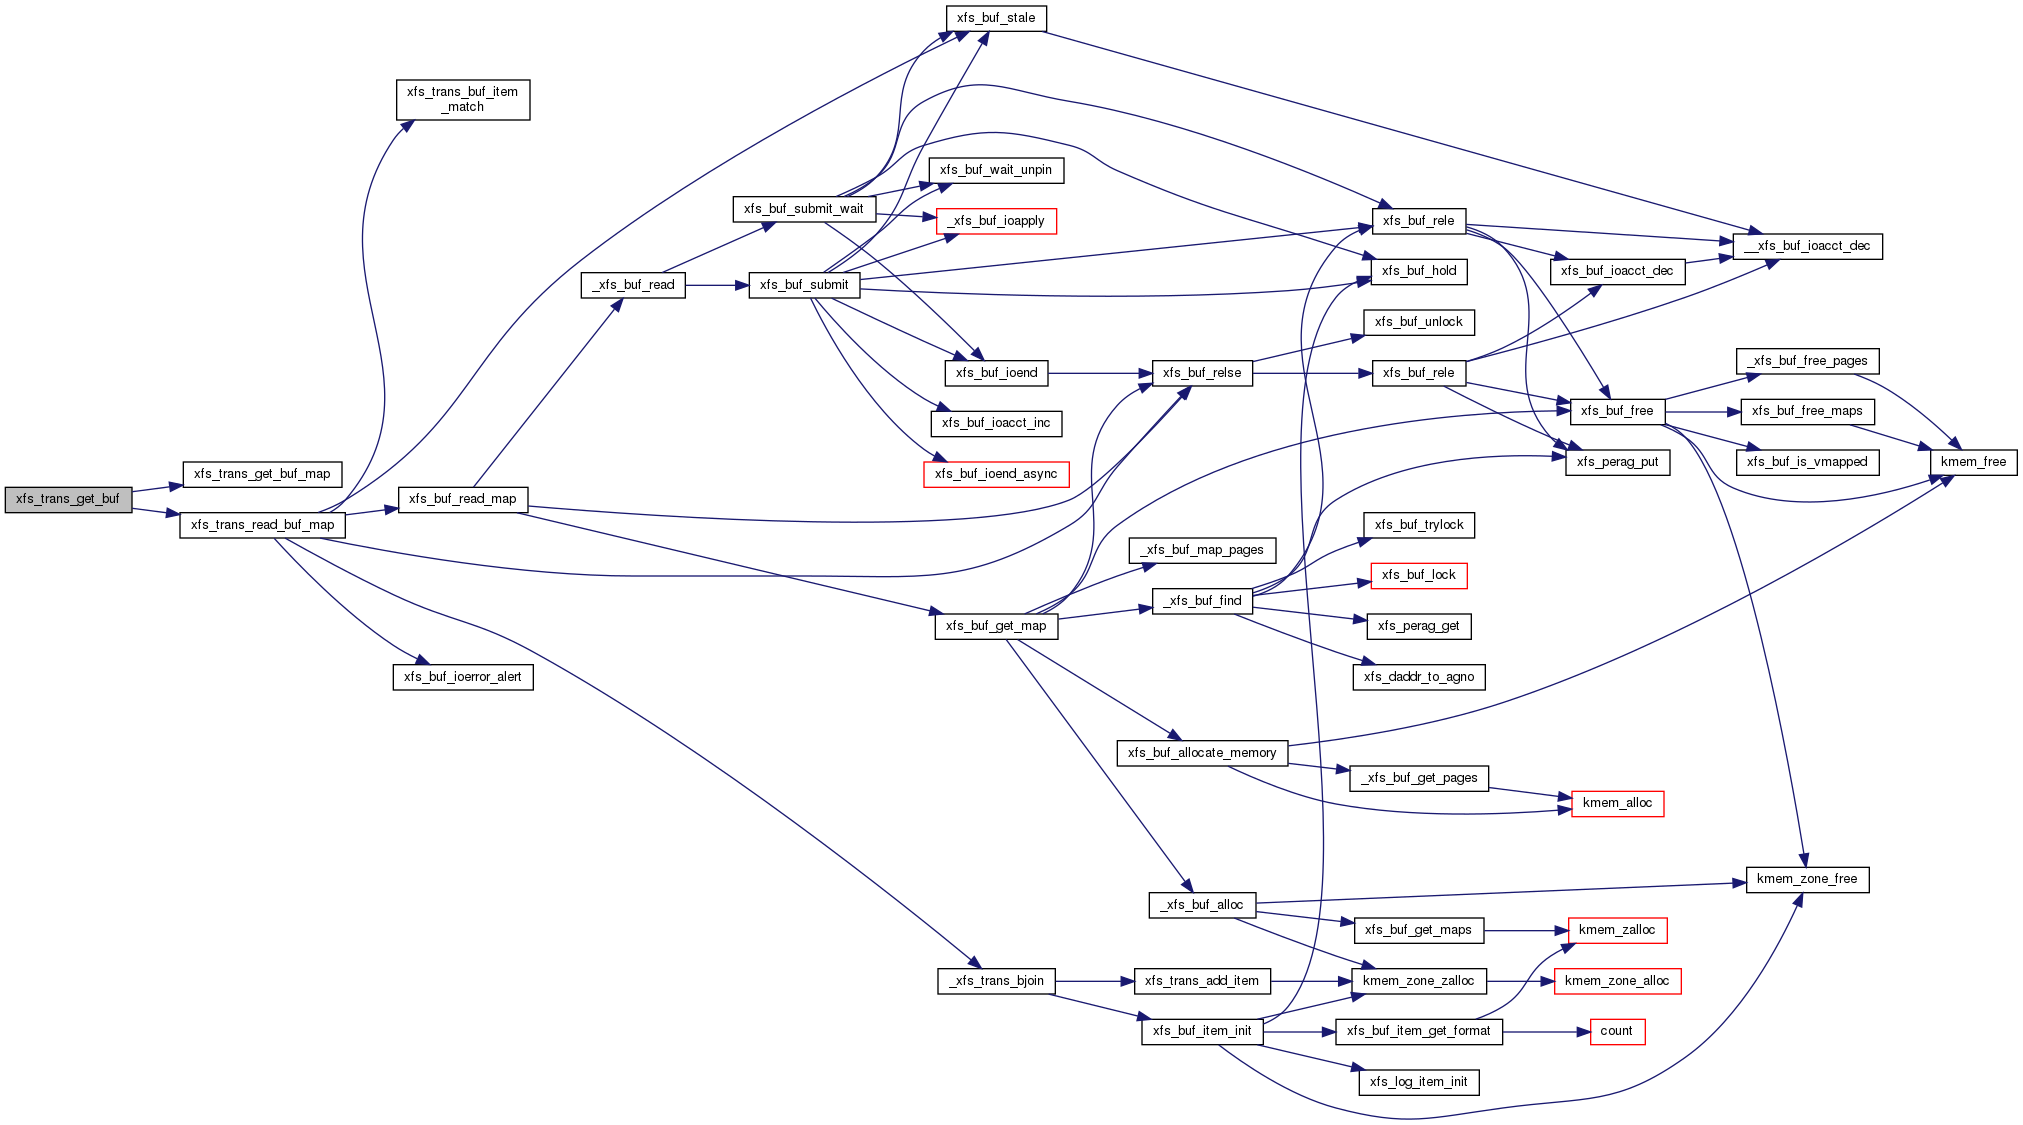 xfs_buf_stale
xfs_trans_buf_item
_match
xfs_buf_wait_unpin
xfs_buf_submit_wait
_xfs_buf_ioapply
xfs_buf_rele
__xfs_buf_ioacct_dec
_xfs_buf_read
xfs_buf_submit
xfs_buf_hold
xfs_buf_ioacct_dec
xfs_buf_unlock
xfs_buf_ioend
xfs_buf_relse
xfs_buf_rele
_xfs_buf_free_pages
xfs_buf_ioacct_inc
xfs_buf_free
xfs_buf_free_maps
xfs_trans_get_buf_map
xfs_buf_ioend_async
xfs_perag_put
xfs_buf_is_vmapped
kmem_free
xfs_trans_get_buf
xfs_buf_read_map
xfs_trans_read_buf_map
xfs_buf_trylock
_xfs_buf_map_pages
xfs_buf_lock
_xfs_buf_find
xfs_buf_get_map
xfs_perag_get
xfs_buf_ioerror_alert
xfs_daddr_to_agno
xfs_buf_allocate_memory
_xfs_buf_get_pages
kmem_alloc
kmem_zone_free
_xfs_buf_alloc
xfs_buf_get_maps
kmem_zalloc
_xfs_trans_bjoin
xfs_trans_add_item
kmem_zone_zalloc
kmem_zone_alloc
xfs_buf_item_init
xfs_buf_item_get_format
count
xfs_log_item_init